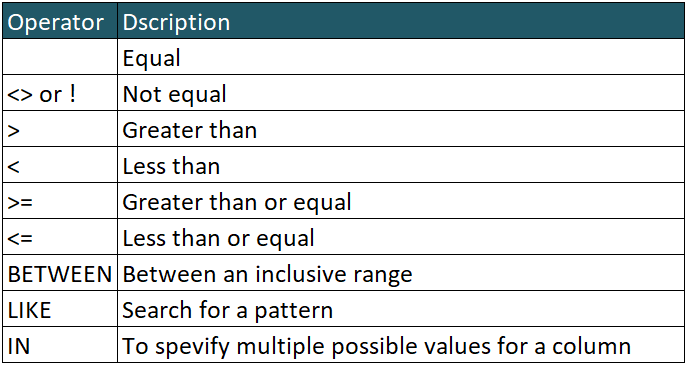 Operator Dscription
Equal
<> or ! Not equal
> Greater than
< Less than
>= Greater than or equal
<= Less than or equal
BETWEEN Between an inclusive range
LIKE Search for a pattern
IN To spevify multiple possible values for a column